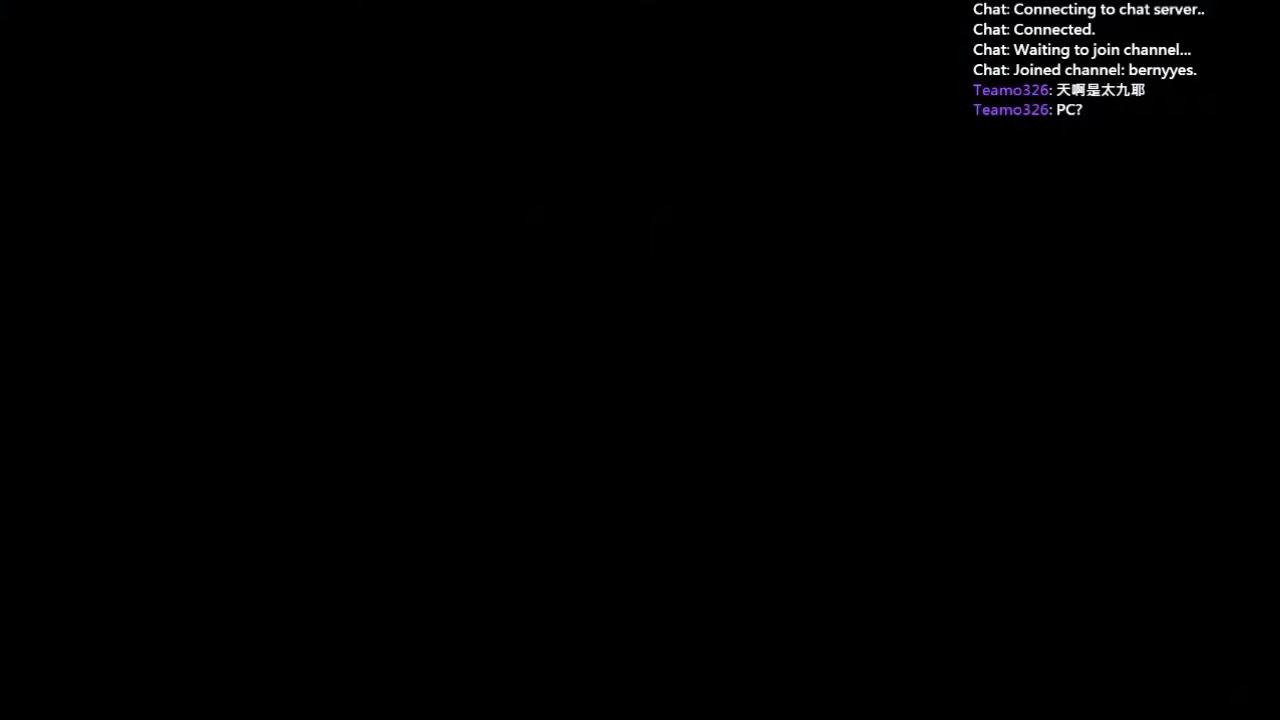 Chat: Connecting to chat server..
Chat: Connected.
Chat: Waiting to join channel...
Chat: Joined channel: bernyyes.
Teamo326: 天啊是太九耶
Teamo326: PC?